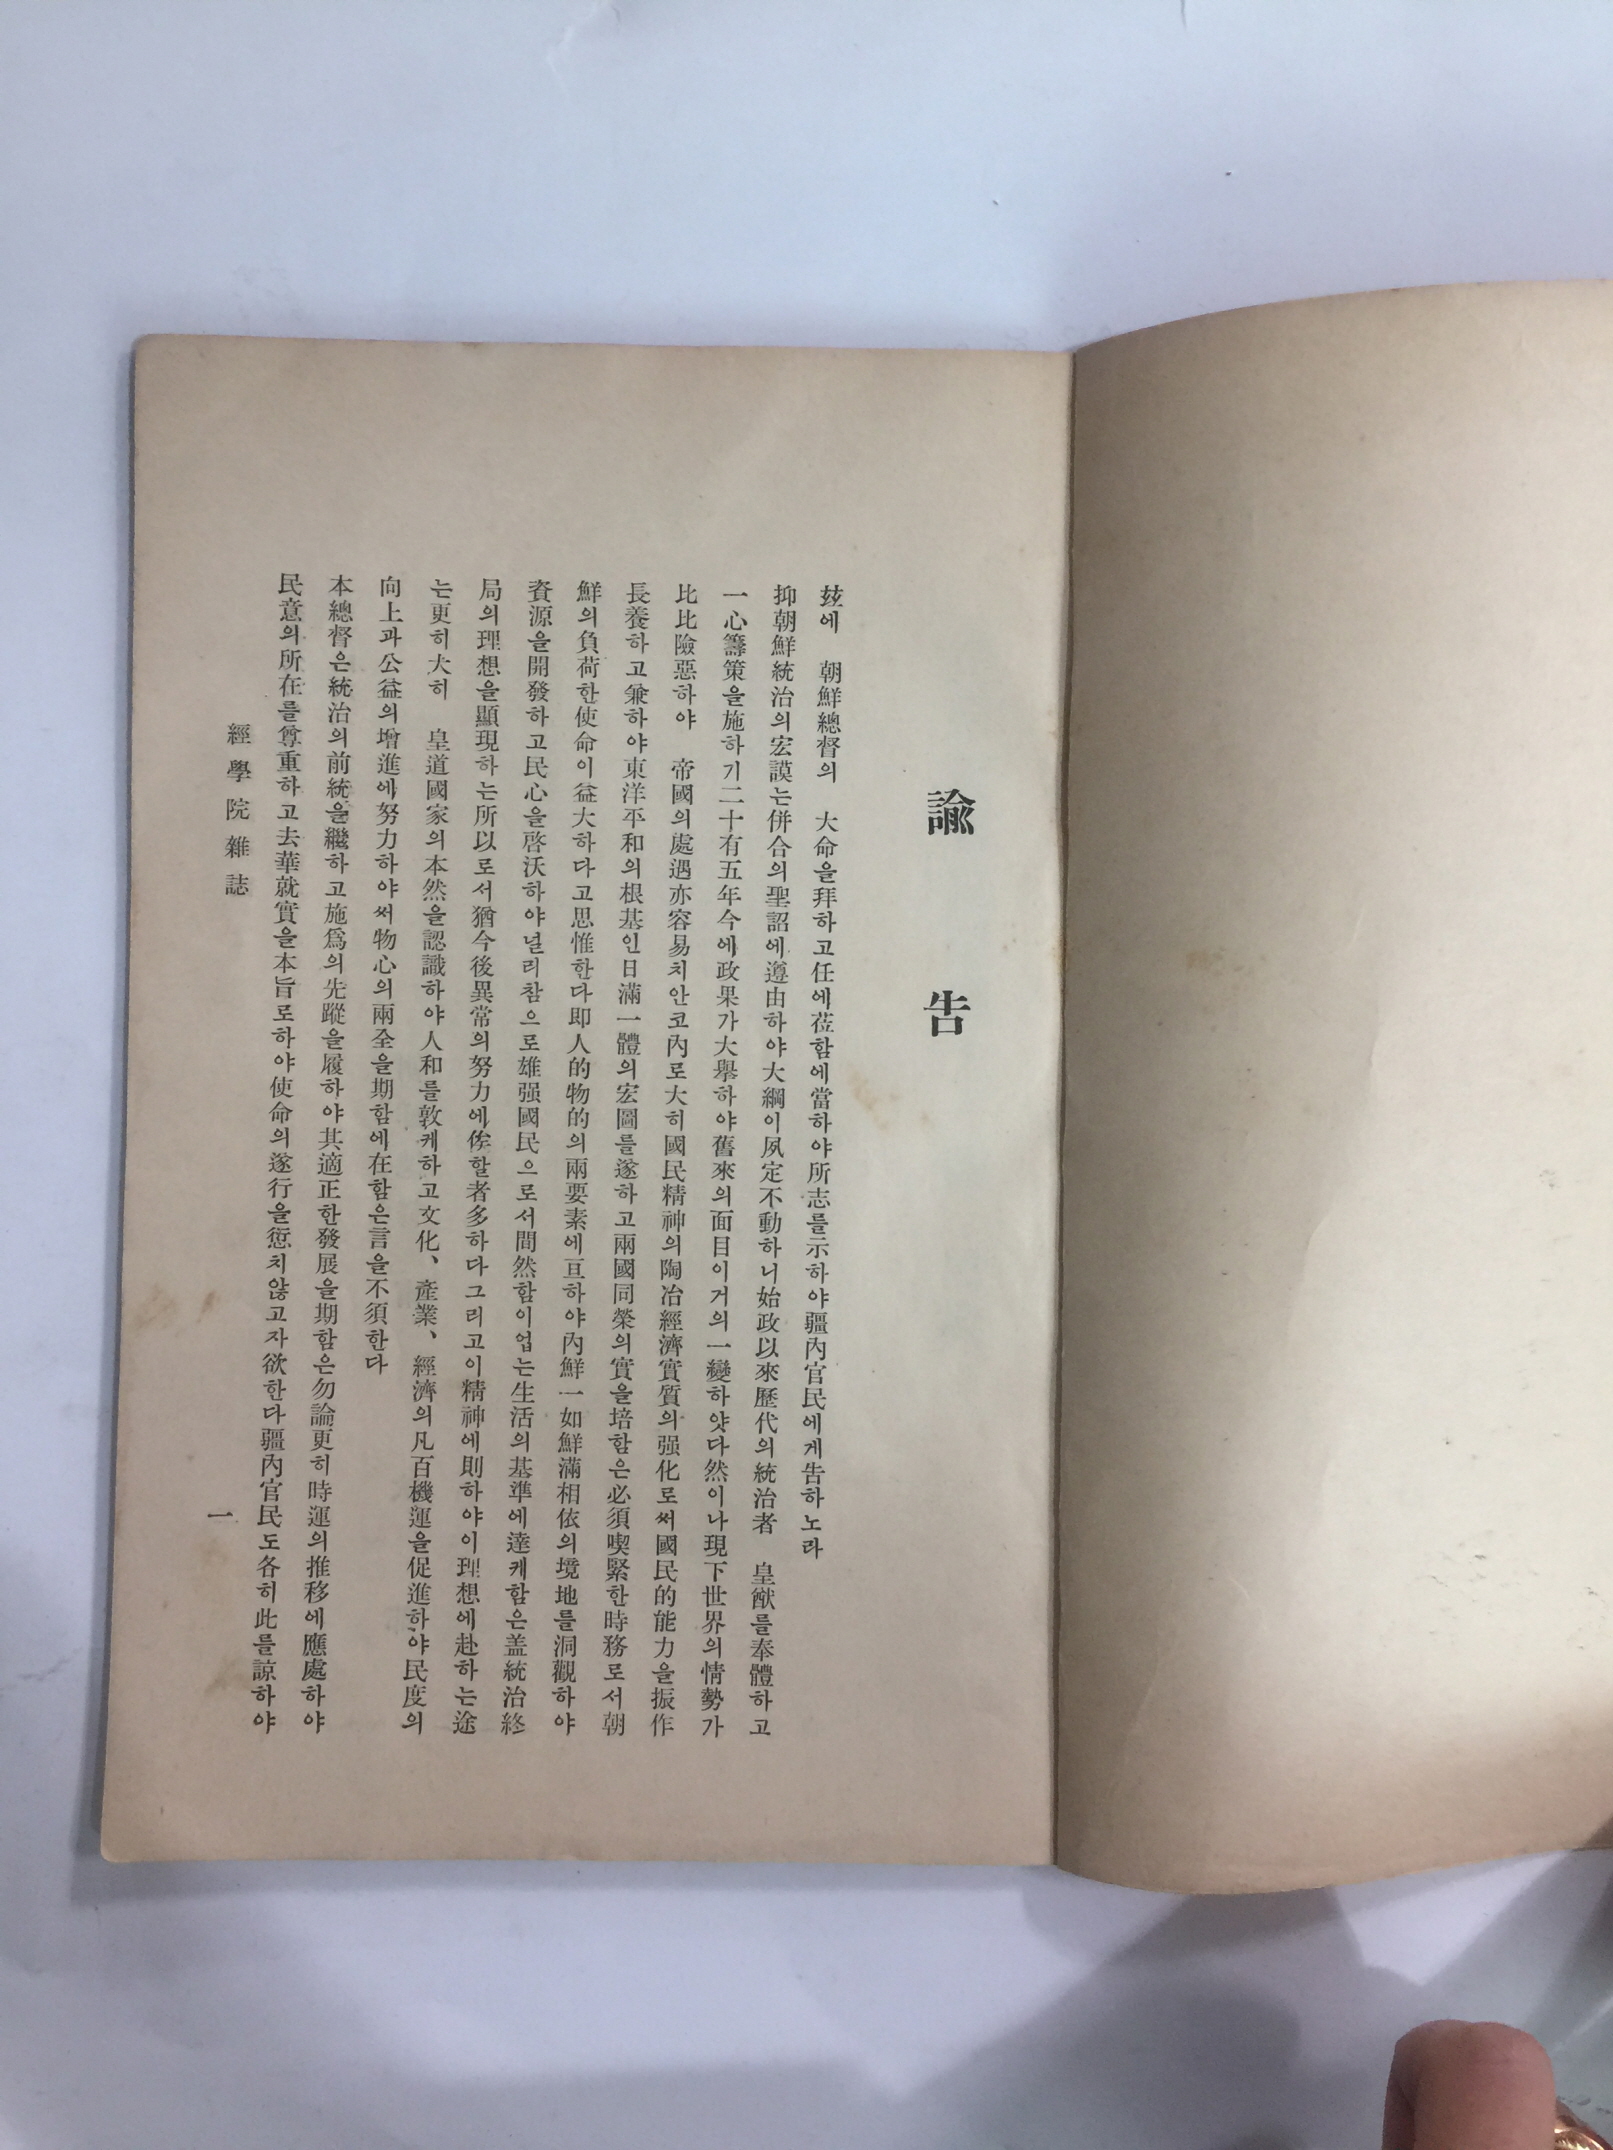 諭告
玆에 朝鮮總督의 大命을拜하고任에莅함에當하야所志를示하야疆內官民에게告하노라
抑朝鮮統治의宏謨는併合의聖詔에遵由하야大綱이夙定不動하니始政以來歷代의統治者 皇猷를奉體하고
一心籌策을施하기二十有五年今에政果가大擧하야舊來의面目이거의一變하얏다然이나現下世界의情勢가
比比險惡하야 帝國의處遇亦容易치안코內로大히國民精神의陶冶經濟實質의强化로써國民的能力을振作
長養하고兼하야東洋平和의根基인日滿一體의宏圖를遂하고兩國同榮의實을培함은必須喫緊한時務로서朝
鮮의負荷한使命이益大하다고思惟한다卽人的物的의兩要素에亘하야內鮮一如鮮滿相依의境地를洞觀하야
資源을開發하고民心을啓沃하야널리참으로雄强國民으로서間然함이업는生活의基準에達케함은盖統治終
局의理想을顯現하는所以로서猶今後異常의努力에俟할者多하다그리고이精神에則하야이理想에赴하는途
는更히大히 皇道國家의本然을認識하야人和를敦케하고文化、產業、經濟의凡百機運을促進하야民度의
向上과公益의增進에努力하야써物心의兩全을期함에在함은言을不須한다
本總督은統治의前統을繼하고施爲의先蹤을履하야其適正한發展을期함은勿論更히時運의推移에應處하야
民意의所在를尊重하고去華就實을本旨로하야使命의遂行을愆치않고자欲한다疆內官民도各히此를諒하야
經學院雜誌
一